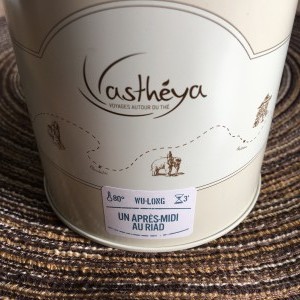 Vasthéya
VOYAGES AUTOUR DU THÉ
80° WU-LONG 3'
UN APRÈS-MIDI
AU RIAD